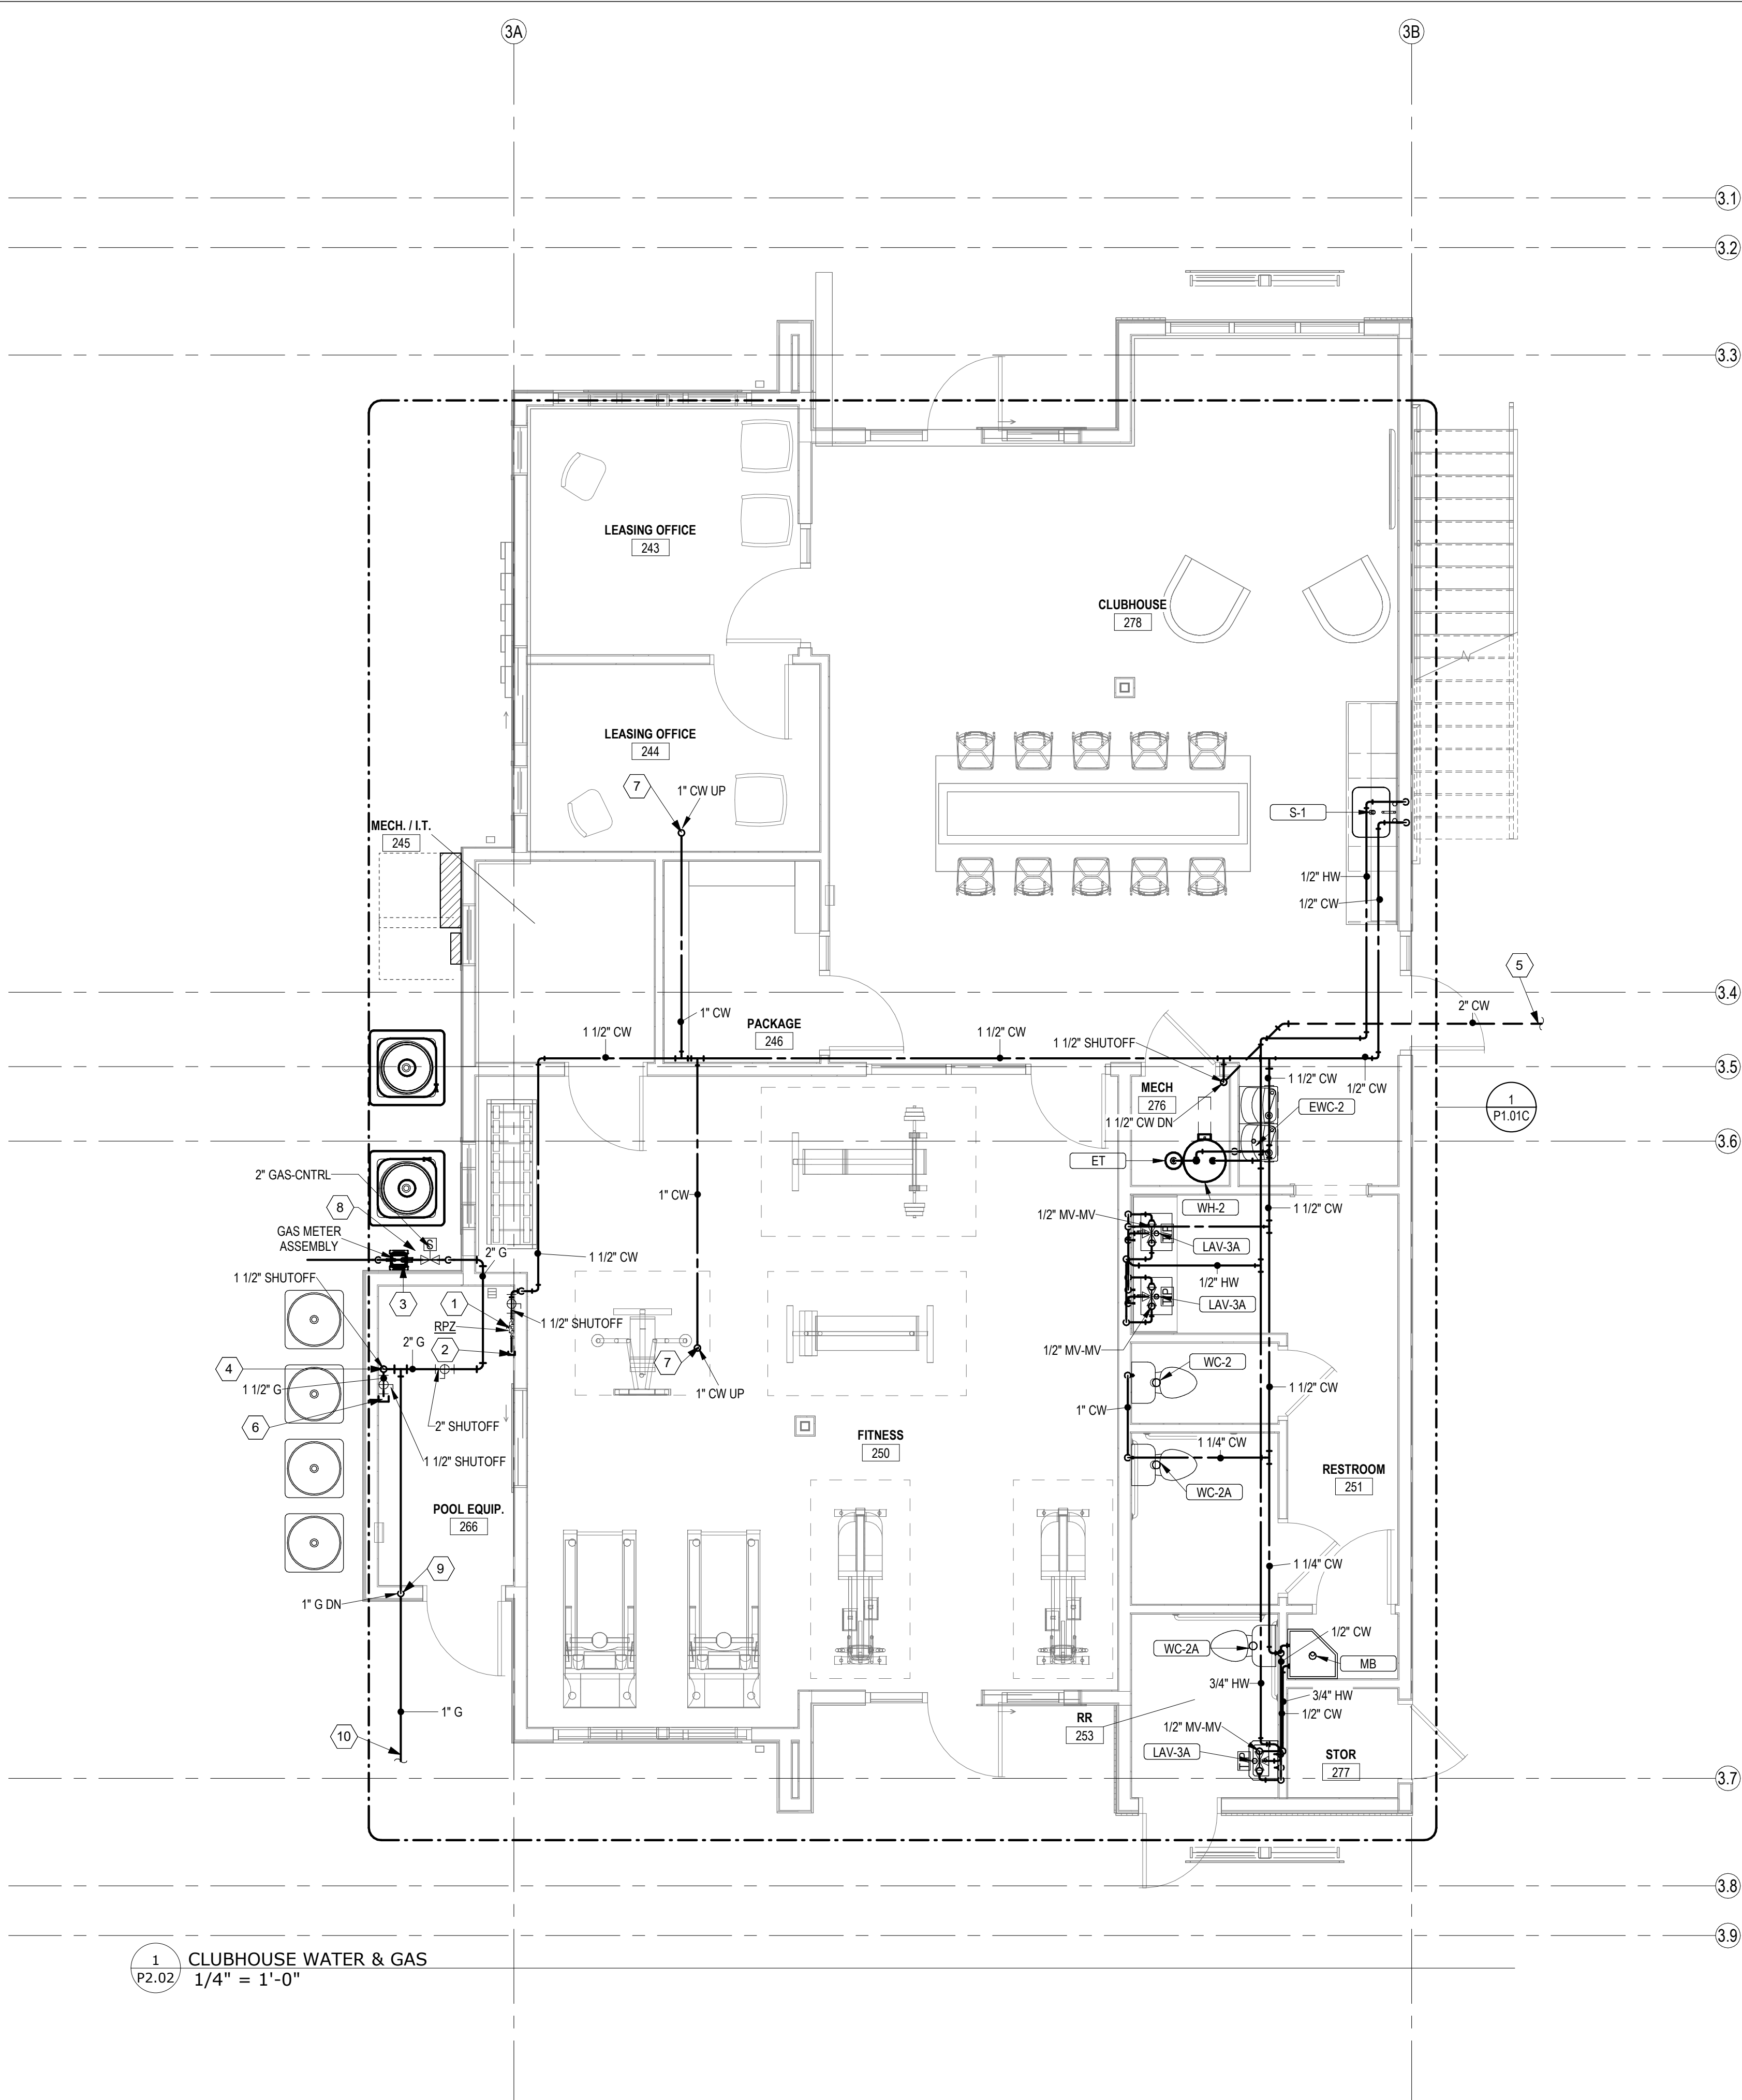 3A
3B
3.1
3.2
3.3
LEASING OFFICE
243
CLUBHOUSE
278
LEASING OFFICE
244
7
1" CW UP
MECH. / I.T.
245
S-1
1/2" HW
1/2" CW
5
3.4
2" CW
1" CW
PACKAGE
246
1 1/2" CW
1 1/2" CW
1 1/2" SHUTOFF
3.5
MECH
276
1 1/2" CW
1/2" CW
1
P1.01C
EWC-2
1 1/2" CW DN
3.6
ET
2" GAS-CNTRL
1" CW
WH-2
1 1/2" CW
8
1/2" MV-MV
GAS METER
ASSEMBLY
S
2" G
1 1/2" CW
LAV-3A
TP
1 1/2" SHUTOFF
1/2" HW
3
1
1 1/2" SHUTOFF
LAV-3A
TP
RPZ
2
2" G
1/2" MV-MV
4
7
WC-2
1 1/2" G
1" CW UP
1 1/2" CW
6
2" SHUTOFF
1" CW
FITNESS
250
1 1/4" CW
1 1/2" SHUTOFF
RESTROOM
251
WC-2A
POOL EQUIP.
266
9
1 1/4" CW
1" G DN
1/2" CW
WC-2A
MB
3/4" HW
3/4" HW
1" G
RR
253
1/2" CW
10
1/2" MV-MV
LAV-3A
TP
STOR
277
3.7
3.8
3.9
1
P2.02
CLUBHOUSE WATER & GAS
1/4" = 1'-0"